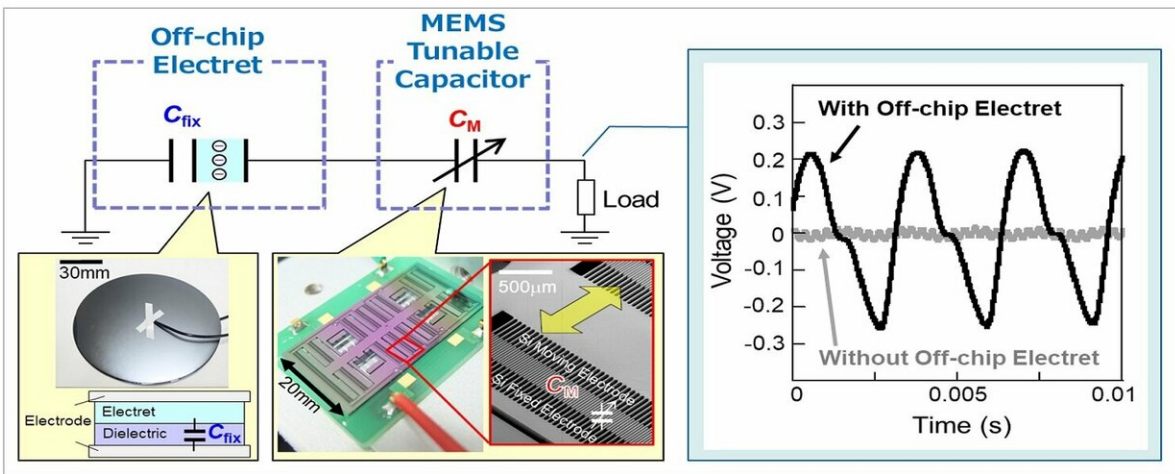 Off-chip
Electret
MEMS
Tunable
Capacitor
Cfix
CM
Load
30mm
Electrode
Electret
Dielectric
Cfix
20mm
500μm
Si Moving Electrode
CM
Si Fixed Electrode
With Off-chip Electret
Without Off-chip Electret
Voltage (V)
0.3
0.2
0.1
0
-0.1
-0.2
-0.3
0 0.005 0.01
Time (s)